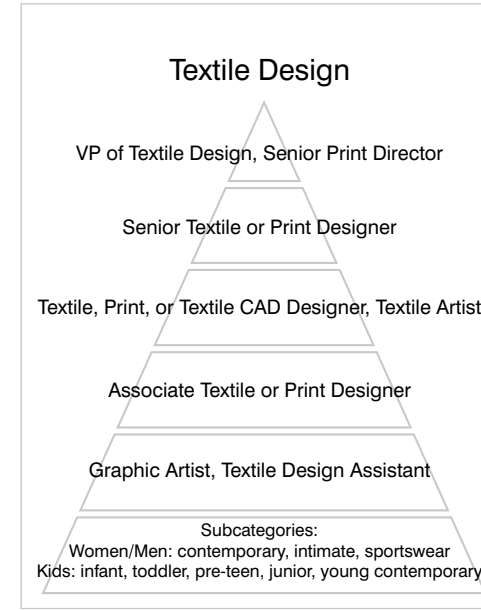 Textile Design
VP of Textile Design, Senior Print Director
Senior Textile or Print Designer
Textile, Print, or Textile CAD Designer, Textile Artist
Associate Textile or Print Designer
Graphic Artist, Textile Design Assistant
Subcategories:
Women/Men: contemporary, intimate, sportswear
Kids: infant, toddler, pre-teen, junior, young contemporary